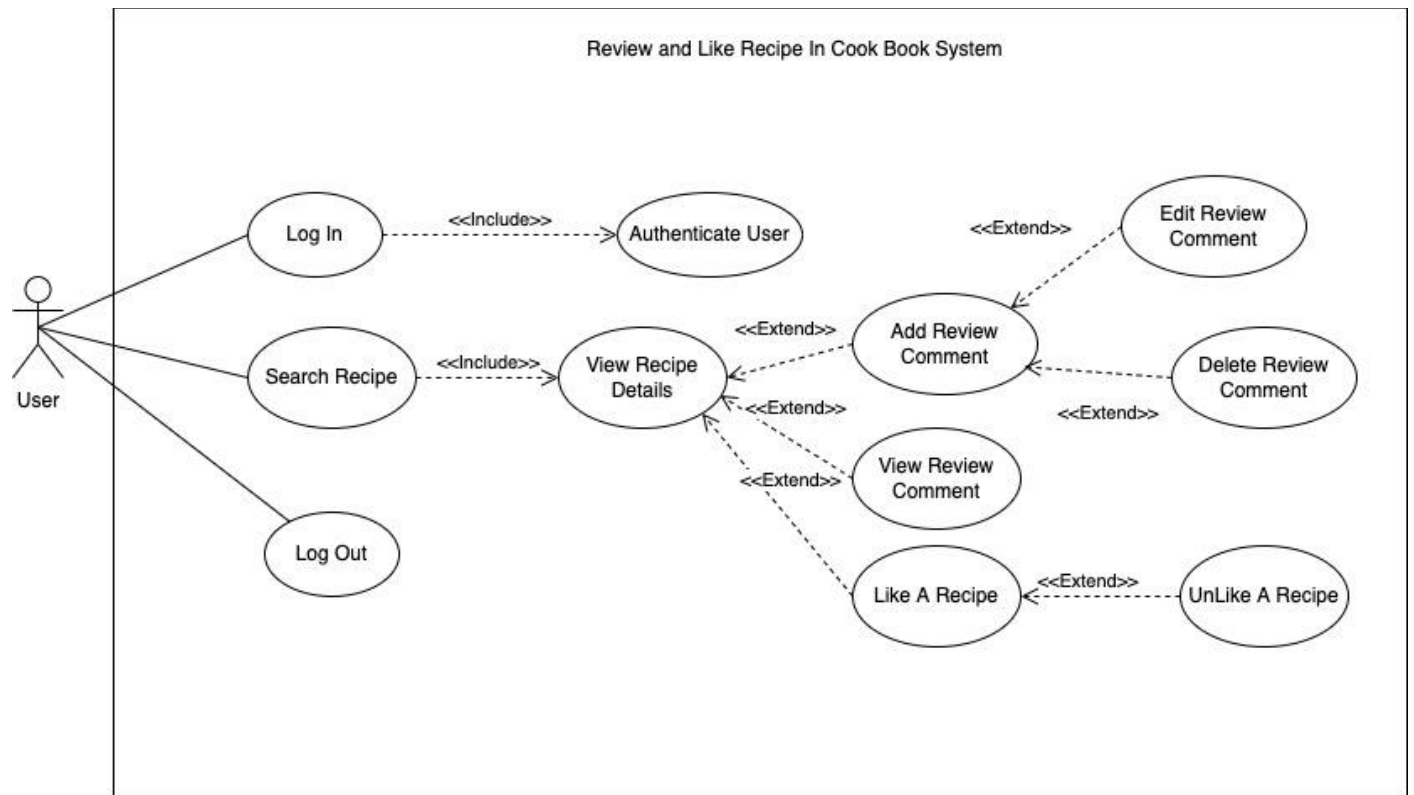 Review and Like Recipe In Cook Book System
Log In
<<Include>>
Authenticate User
<<Extend>>
Edit Review
Comment
User
Search Recipe
<<Include>>
View Recipe
Details
<<Extend>>
Add Review
Comment
<<Extend>>
Delete Review
Comment
<<Extend>>
View Review
Comment
Log Out
<<Extend>>
Like A Recipe
<<Extend>>
UnLike A Recipe